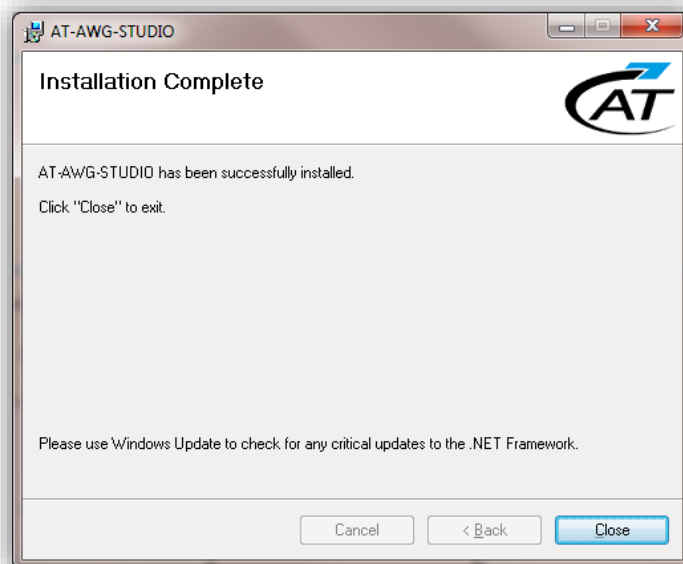 AT-AWG-STUDIO
Installation Complete
AT
AT-AWG-STUDIO has been successfully installed.
Click "Close" to exit.
Please use Windows Update to check for any critical updates to the .NET Framework.
Cancel
< Back
Close